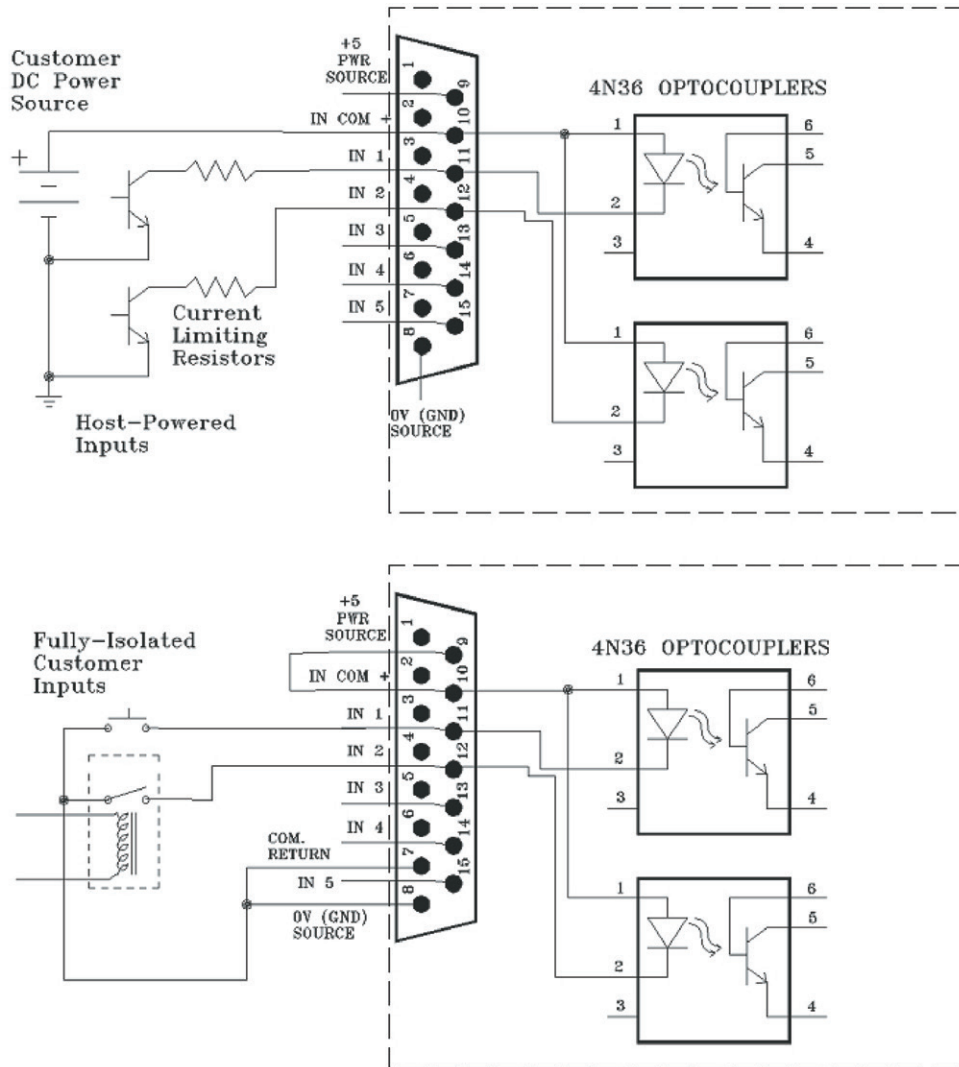 Customer
DC Power
Source
+
+5
PWR
SOURCE
IN COM +
IN 1
IN 2
IN 3
IN 4
IN 5
1
2
3
4
5
6
7
8
9
10
11
12
13
14
15
0V (GND)
SOURCE
Current
Limiting
Resistors
Host-Powered
Inputs
4N36 OPTOCOUPLERS
1
2
3
6
5
4
1
2
3
6
5
4
Fully-Isolated
Customer
Inputs
+5
PWR
SOURCE
IN COM +
IN 1
IN 2
IN 3
IN 4
COM.
RETURN
IN 5
0V (GND)
SOURCE
1
2
3
4
5
6
7
8
9
10
11
12
13
14
15
4N36 OPTOCOUPLERS
1
2
3
6
5
4
1
2
3
6
5
4